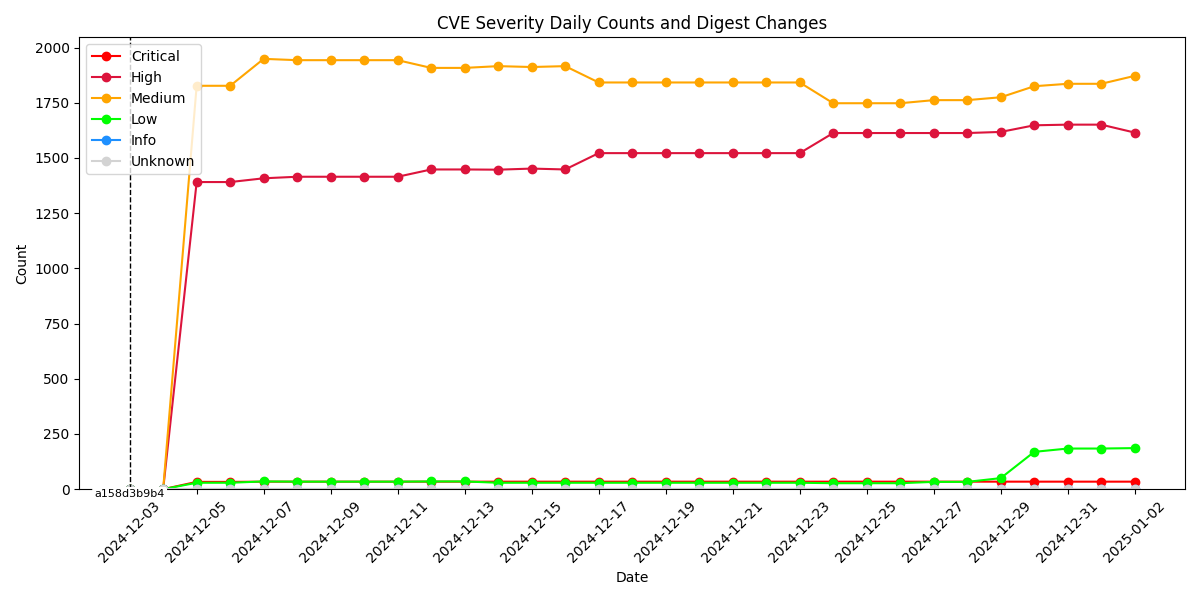 CVE Severity Daily Counts and Digest Changes
Critical
High
Medium
Low
Info
Unknown
Count
2000
1750
1500
1250
1000
750
500
250
0
a158d3b9b4
2024-12-03
2024-12-05
2024-12-07
2024-12-09
2024-12-11
2024-12-13
2024-12-15
2024-12-17
2024-12-19
2024-12-21
2024-12-23
2024-12-25
2024-12-27
2024-12-29
2024-12-31
2025-01-02
Date